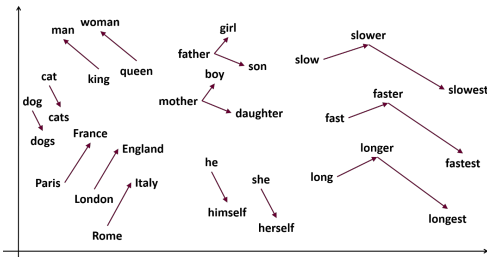 man
woman
king
queen
cat
cats
dog
dogs
France
England
Italy
Paris
London
Rome
girl
father
son
boy
mother
daughter
he
himself
she
herself
slow
slower
slowest
fast
faster
fastest
long
longer
longest